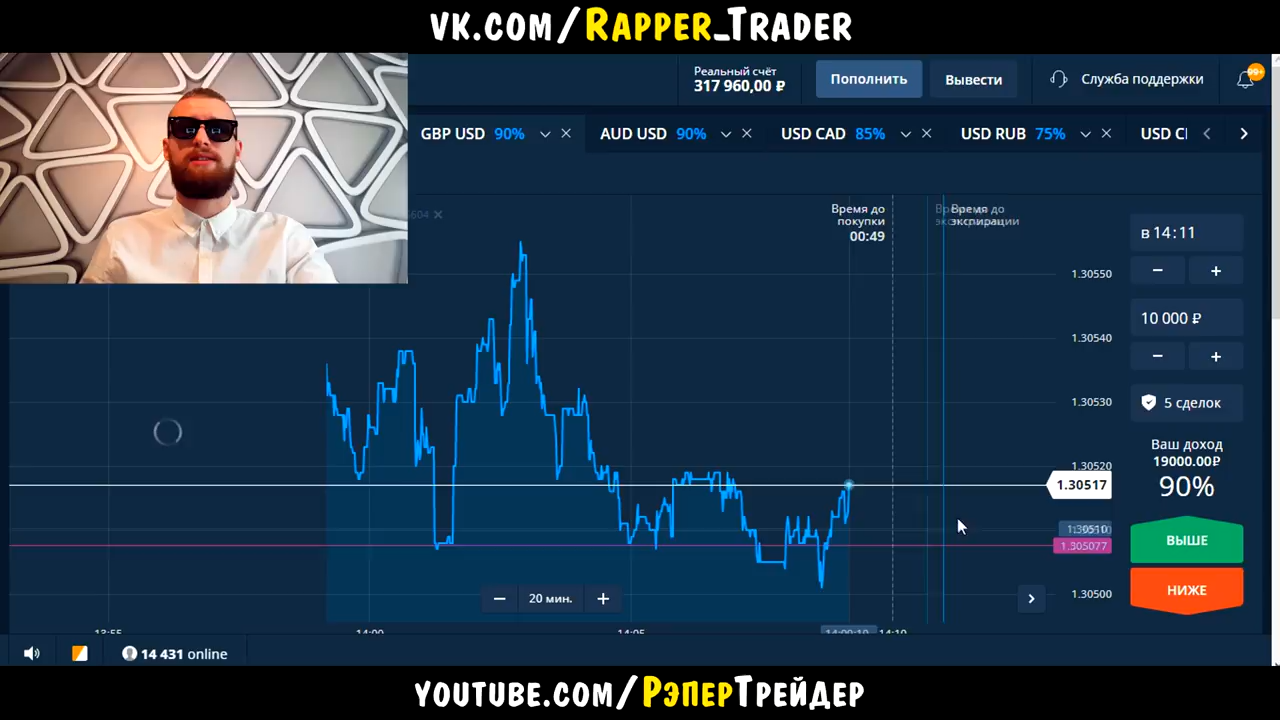 VK.COM/RAPPER_TRADER
Реальный счёт
317 960,00 ₽
Пополнить
Вывести
Служба поддержки
99+
GBP USD 90%
AUD USD 90%
USD CAD 85%
USD RUB 75%
USD C
Время до
покупки
00:49
экспирации
в 14:11
1.30550
10 000 ₽
1.30540
1.30530
5 сделок
Ваш доход
19000.00₽
90%
1.30520
1.30517
1.305077
ВЫШЕ
НИЖЕ
1.30500
20 мин.
13:55
14:00
14:05
14:10
14 431 online
YOUTUBE.COM/РЭПЕРТРЕЙДЕР